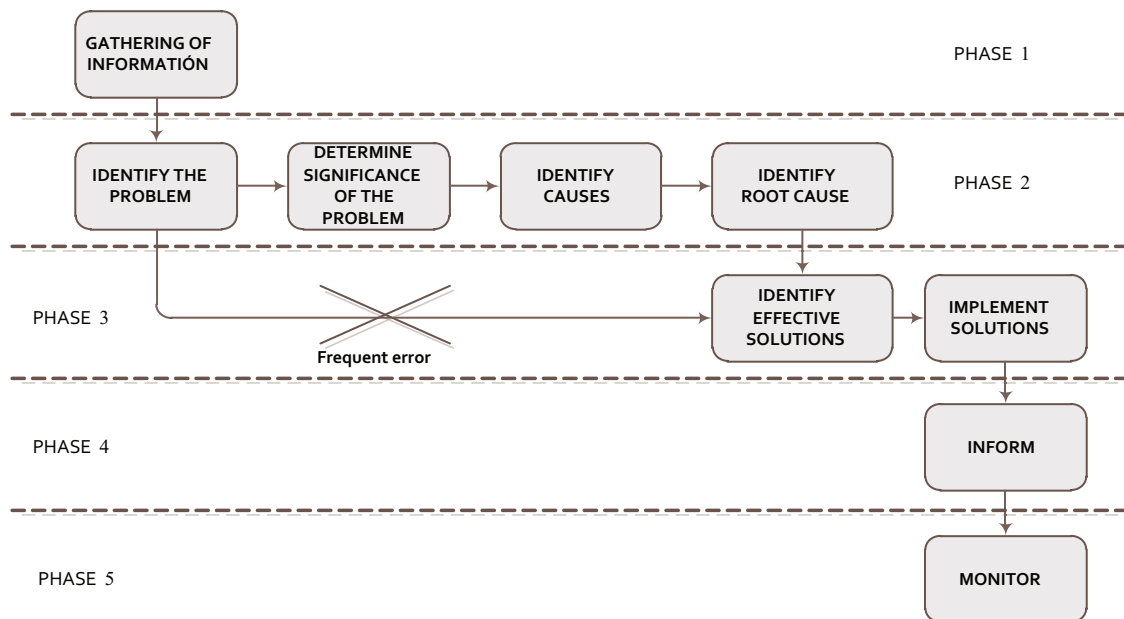 GATHERING OF
INFORMATIÓN
PHASE 1
IDENTIFY THE
PROBLEM
DETERMINE
SIGNIFICANCE
OF THE
PROBLEM
IDENTIFY
CAUSES
IDENTIFY
ROOT CAUSE
PHASE 2
PHASE 3
Frequent error
IDENTIFY
EFFECTIVE
SOLUTIONS
IMPLEMENT
SOLUTIONS
PHASE 4
INFORM
PHASE 5
MONITOR